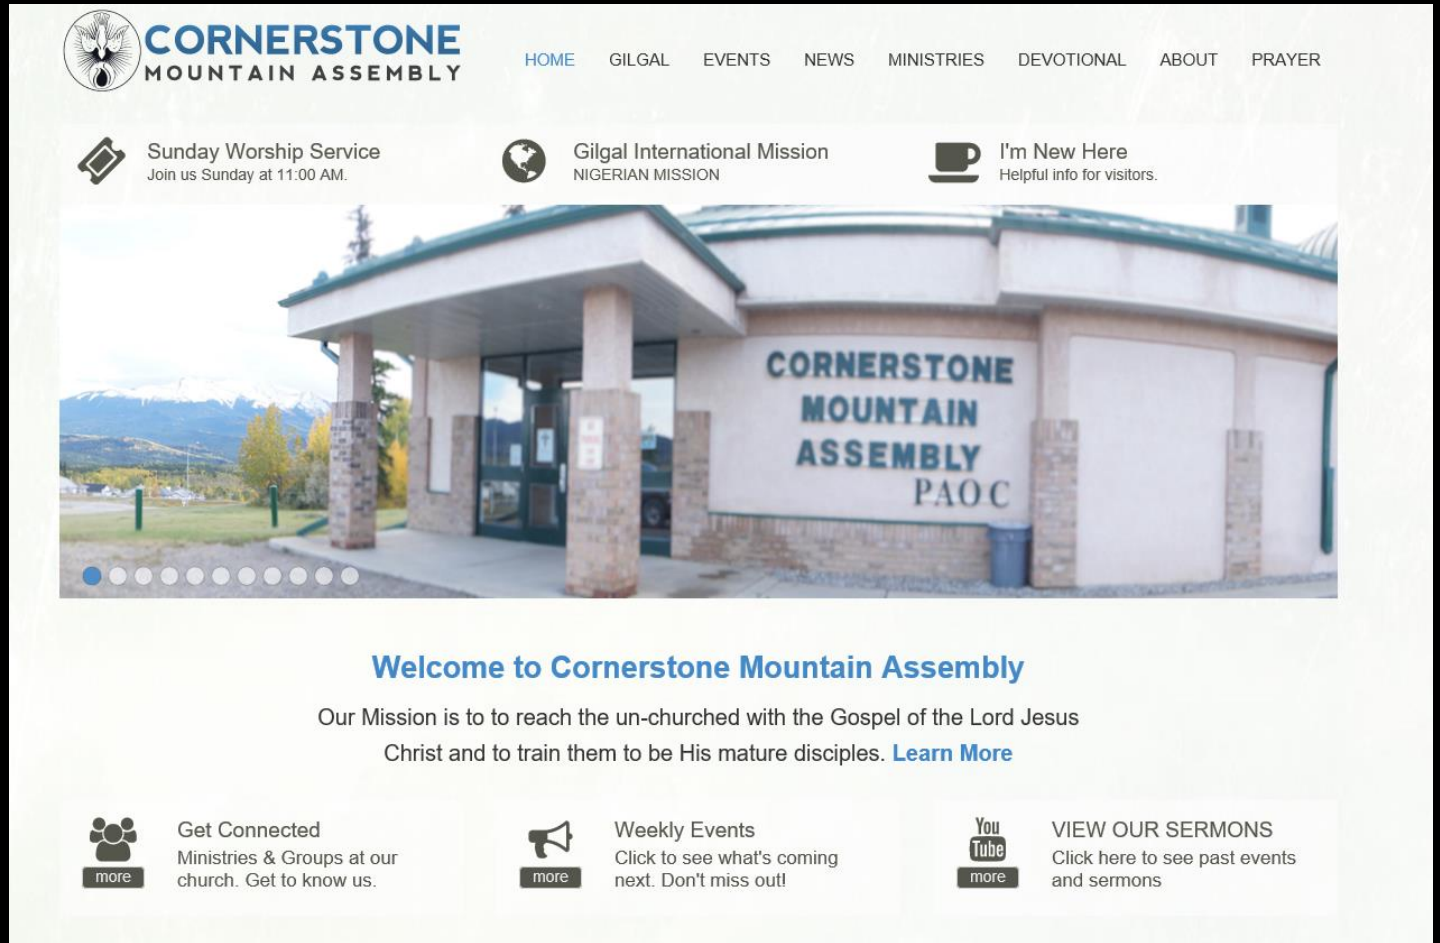 CORNERSTONE
MOUNTAIN ASSEMBLY
HOME GILGAL EVENTS NEWS MINISTRIES DEVOTIONAL ABOUT PRAYER
Sunday Worship Service
Join us Sunday at 11:00 AM.
Gilgal International Mission
NIGERIAN MISSION
I'm New Here
Helpful info for visitors.
CORNERSTONE
MOUNTAIN
ASSEMBLY
PAOC
Welcome to Cornerstone Mountain Assembly
Our Mission is to to reach the un-churched with the Gospel of the Lord Jesus
Christ and to train them to be His mature disciples. Learn More
Get Connected
Ministries & Groups at our
church. Get to know us.
more
Weekly Events
Click to see what's coming
next. Don't miss out!
more
You
Tube
VIEW OUR SERMONS
Click here to see past events
and sermons
more